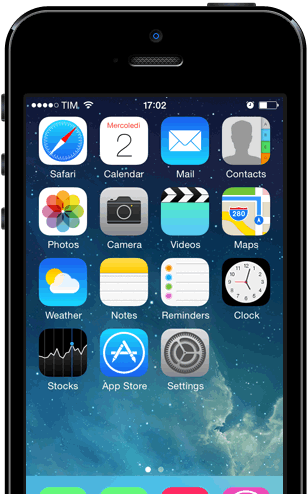 TIM 17:02
Mercoledì
2
280
Safari Calendar Mail Contacts
Photos Camera Videos Maps
Weather Notes Reminders Clock
Stocks App Store Settings